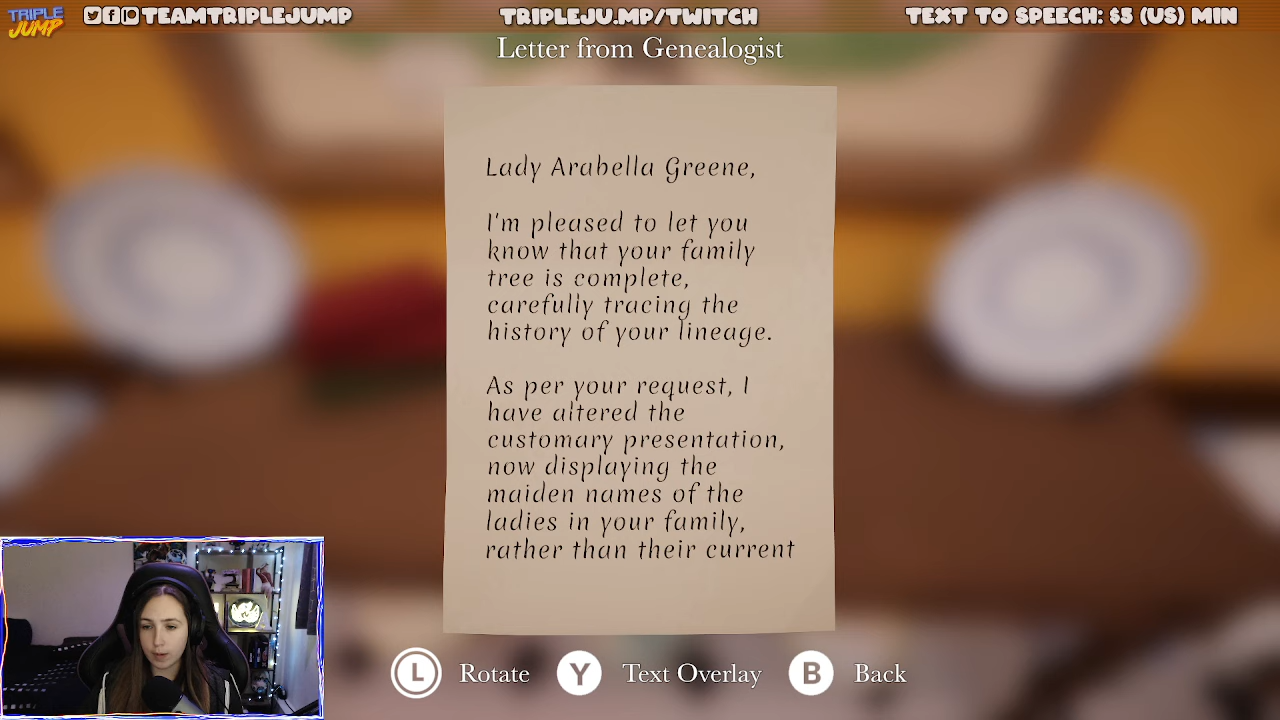 TRIPLE JUMP
TEAMTRIPLEJUMP
TRIPLEJU.MP/TWITCH
TEXT TO SPEECH: $5 (US) MIN
Letter from Genealogist
Lady Arabella Greene,
I'm pleased to let you
know that your family
tree is complete,
carefully tracing the
history of your lineage.
As per your request, I
have altered the
customary presentation,
now displaying the
maiden names of the
ladies in your family,
rather than their current
L Rotate Y Text Overlay B Back